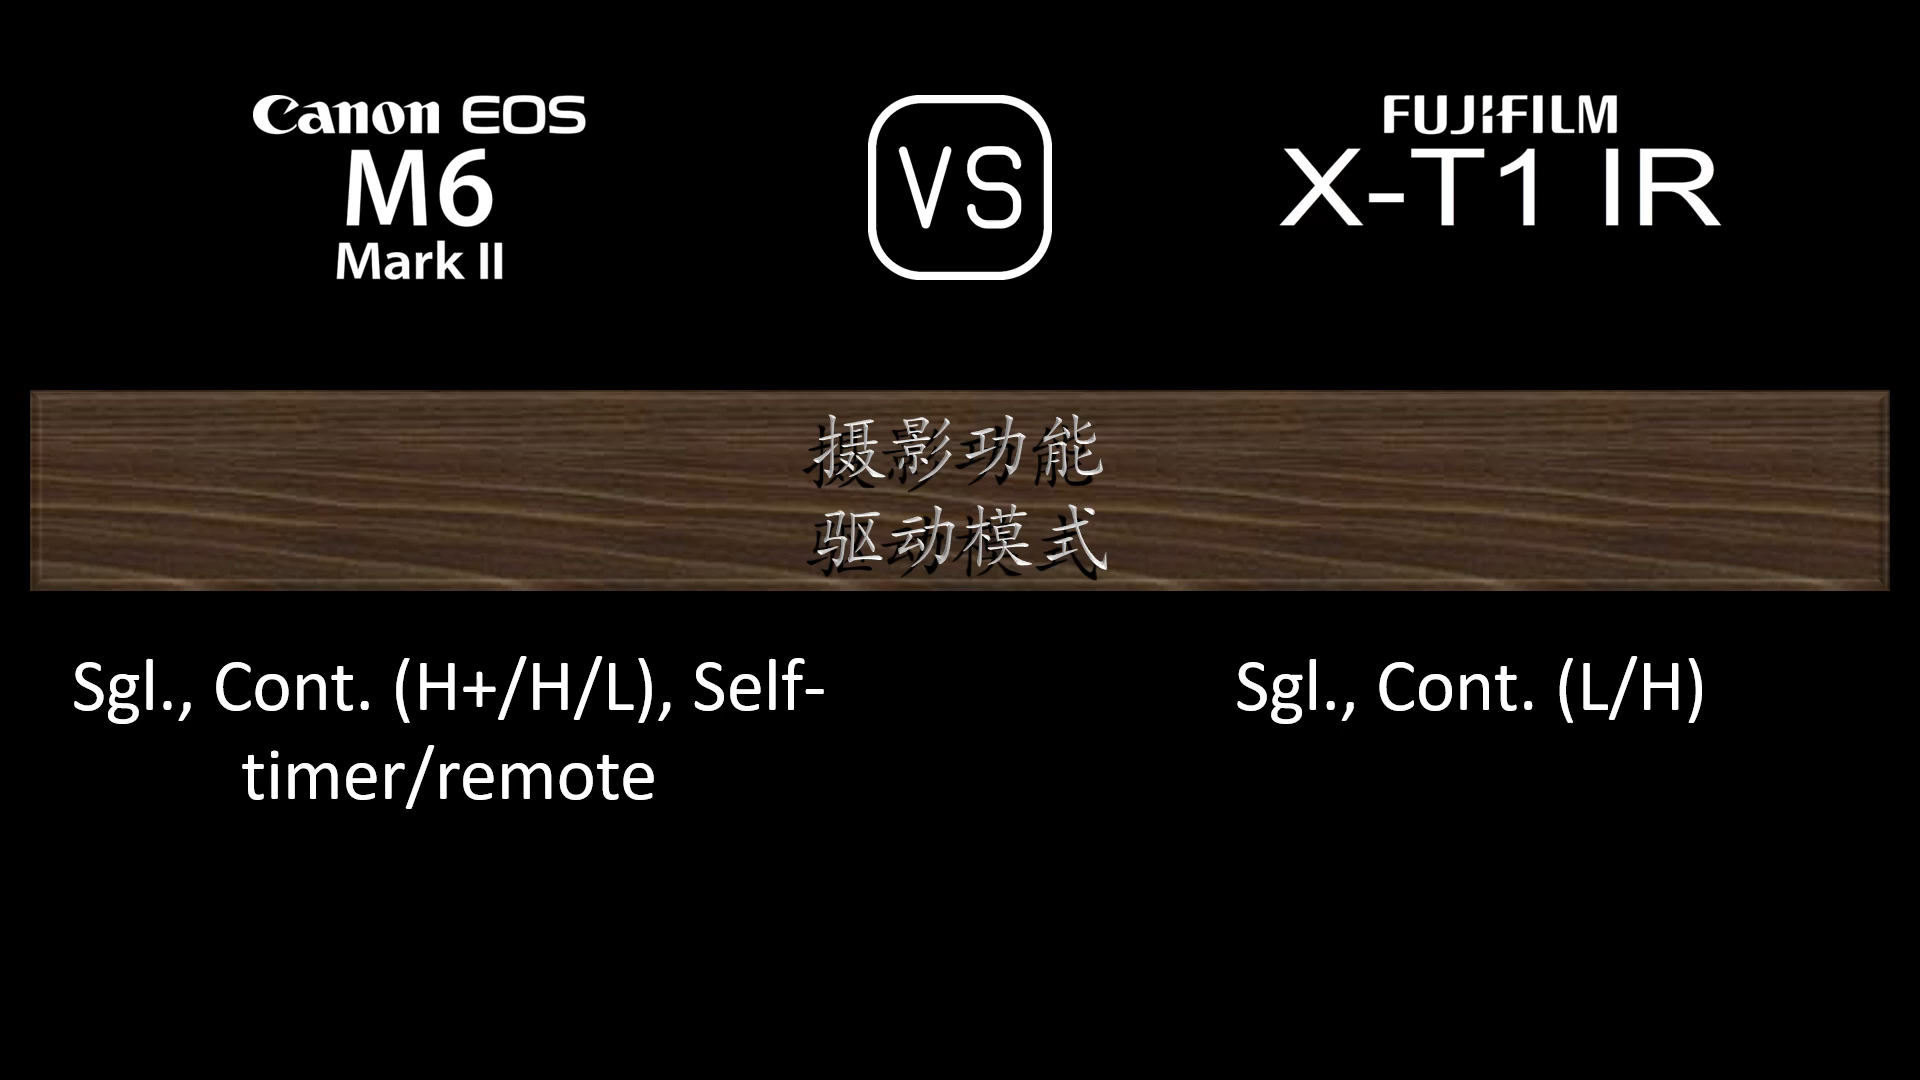 Canon EOS
M6
Mark II
VS
FUJIFILM
X-T1 IR
摄影功能
驱动模式
Sgl., Cont. (H+/H/L), Self-
timer/remote
Sgl., Cont. (L/H)